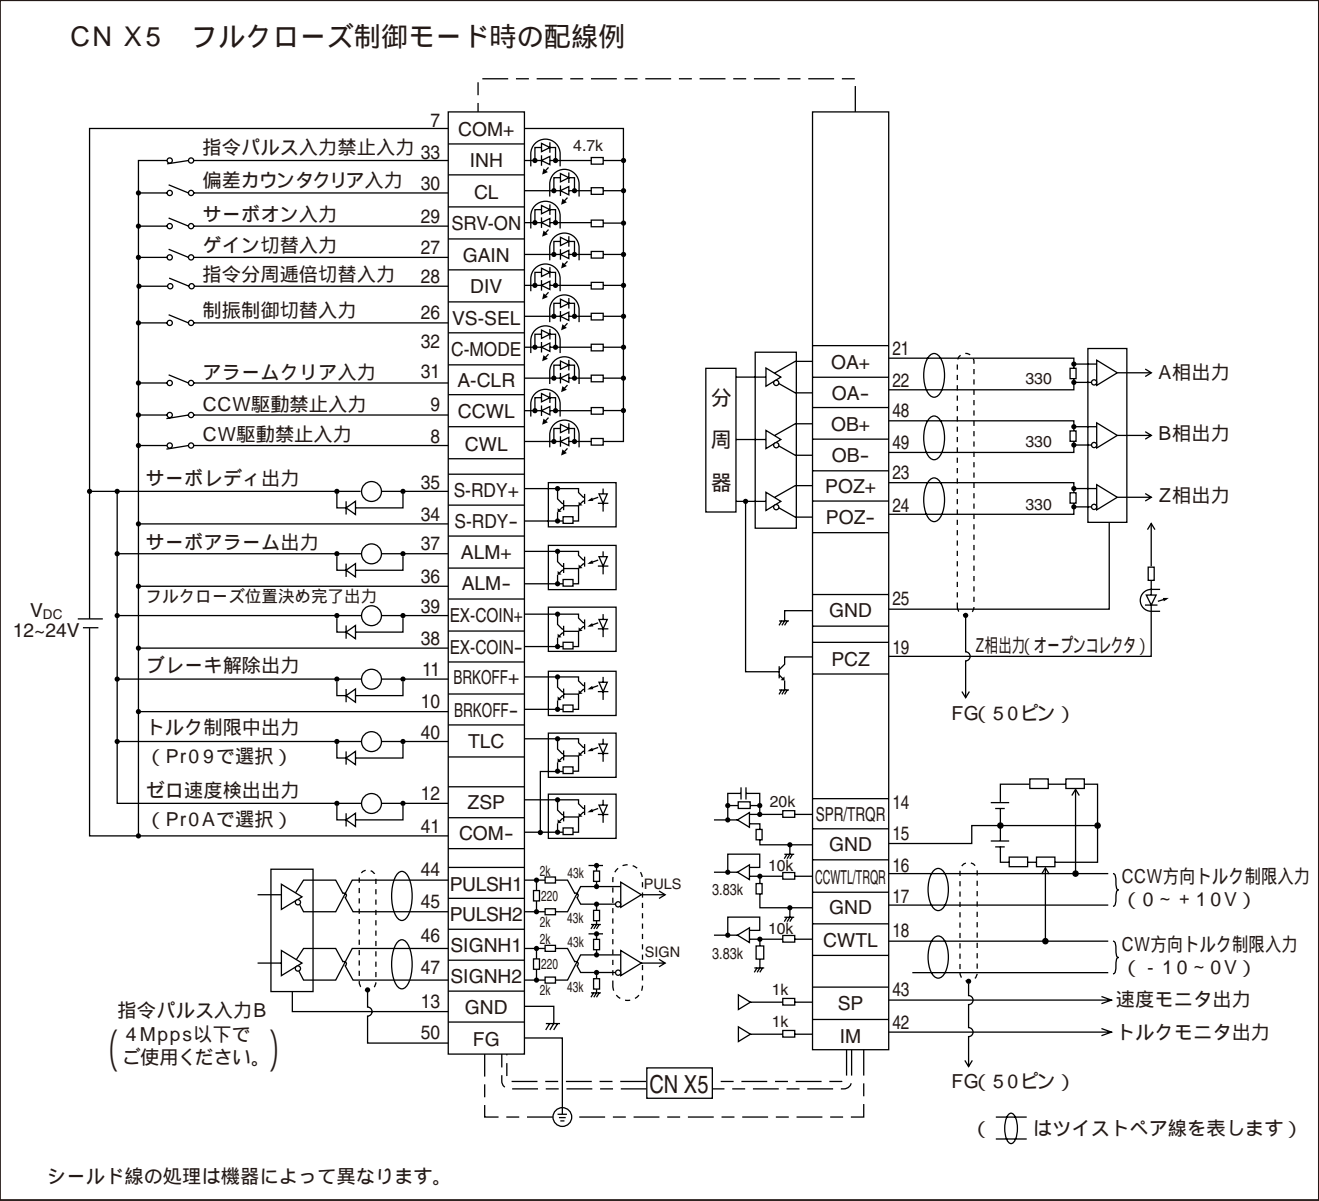 CN X5 フルクローズ制御モード時の配線例
7 COM+
指令パルス入力禁止入力 33 INH 4.7k
偏差カウンタクリア入力 30 CL
サーボオン入力 29 SRV-ON
ゲイン切替入力 27 GAIN
指令分周逓倍切替入力 28 DIV
制振制御切替入力 26 VS-SEL
32 C-MODE
アラームクリア入力 31 A-CLR
CCW駆動禁止入力 9 CCWL
CW駆動禁止入力 8 CWL
サーボレディ出力 35 S-RDY+
34 S-RDY−
サーボアラーム出力 37 ALM+
36 ALM−
フルクローズ位置決め完了出力 39 EX-COIN+
38 EX-COIN−
VDC
12~24V
ブレーキ解除出力 11 BRKOFF+
10 BRKOFF−
トルク制限中出力 40 TLC
(Pr09で選択)
ゼロ速度検出出力 12 ZSP
(Pr0Aで選択)
41 COM−
44 PULSH1 2k 43k
220 PULS
45 PULSH2 2k 43k
46 SIGNH1 2k 43k
220 SIGN
47 SIGNH2 2k 43k
13 GND
50 FG
指令パルス入力B
(4Mpps以下で
ご使用ください。)
分周器
OA+ 21
330 A相出力
OA− 22
OB+ 48
330 B相出力
OB− 49
POZ+ 23
330 Z相出力
POZ− 24
GND 25
PCZ 19 Z相出力(オープンコレクタ)
FG(50ピン)
20k SPR/TRQR 14
GND 15
10k CCWTL/TRQR 16
3.83k
GND 17
CCW方向トルク制限入力
(0~+10V)
10k CWTL 18
3.83k
CW方向トルク制限入力
(-10~0V)
1k SP 43 速度モニタ出力
1k IM 42 トルクモニタ出力
FG(50ピン)
CN X5
( はツイストペア線を表します)
シールド線の処理は機器によって異なります。